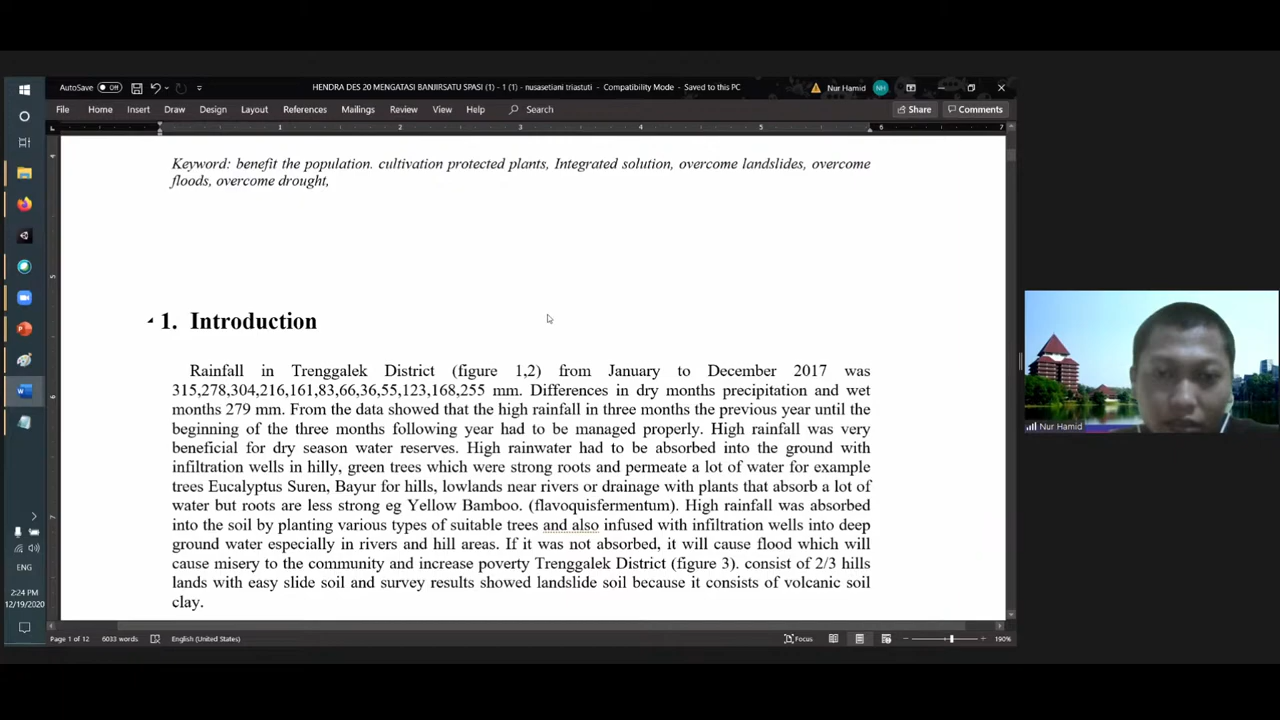 AutoSave Off
HENDRA DES 20 MENGATASI BANJIRSATU SPASI (1) - 1 (1) - nusasetiani triastuti - Compatibility Mode - Saved to this PC
Nur Hamid NH
File Home Insert Draw Design Layout References Mailings Review View Help Search Share Comments
1 2 3 4 5 6 7
Keyword: benefit the population. cultivation protected plants, Integrated solution, overcome landslides, overcome
floods, overcome drought,
1. Introduction
Rainfall in Trenggalek District (figure 1,2) from January to December 2017 was
315,278,304,216,161,83,66,36,55,123,168,255 mm. Differences in dry months precipitation and wet
months 279 mm. From the data showed that the high rainfall in three months the previous year until the
beginning of the three months following year had to be managed properly. High rainfall was very
beneficial for dry season water reserves. High rainwater had to be absorbed into the ground with
infiltration wells in hilly, green trees which were strong roots and permeate a lot of water for example
trees Eucalyptus Suren, Bayur for hills, lowlands near rivers or drainage with plants that absorb a lot of
water but roots are less strong eg Yellow Bamboo. (flavoquisfermentum). High rainfall was absorbed
into the soil by planting various types of suitable trees and also infused with infiltration wells into deep
ground water especially in rivers and hill areas. If it was not absorbed, it will cause flood which will
cause misery to the community and increase poverty Trenggalek District (figure 3). consist of 2/3 hills
lands with easy slide soil and survey results showed landslide soil because it consists of volcanic soil
clay.
5
6
7
Nur Hamid
ENG
2:24 PM
12/19/2020
Page 1 of 12 6033 words English (United States) Focus 190%